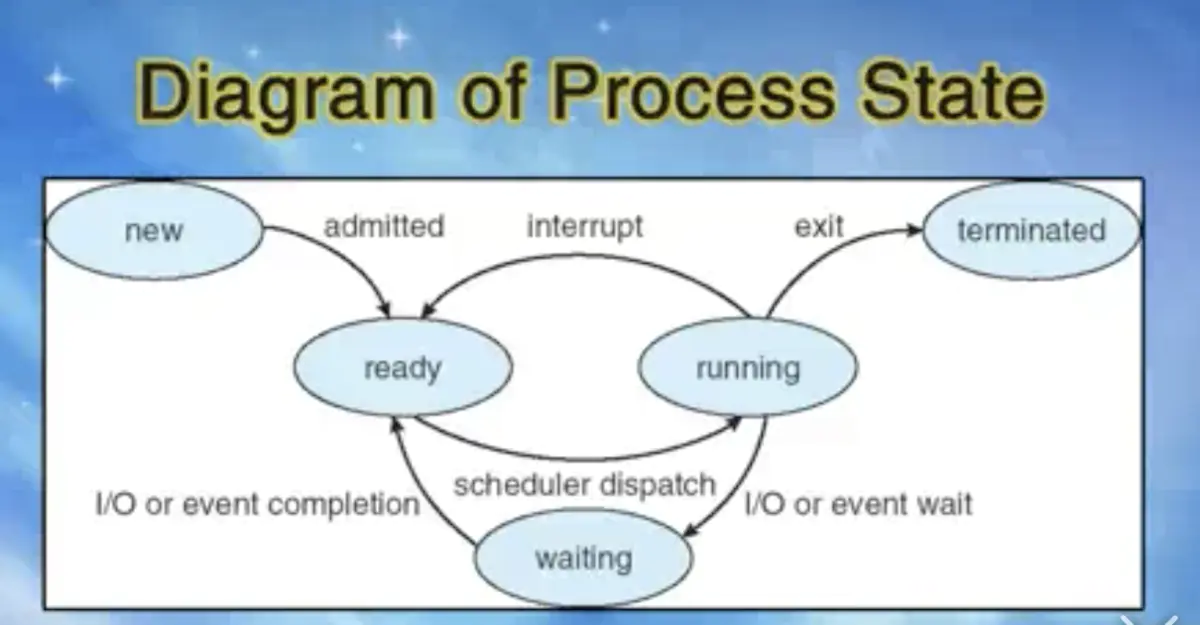 Diagram of Process State
new
admitted
interrupt
exit
terminated
ready
running
scheduler dispatch
I/O or event completion
I/O or event wait
waiting